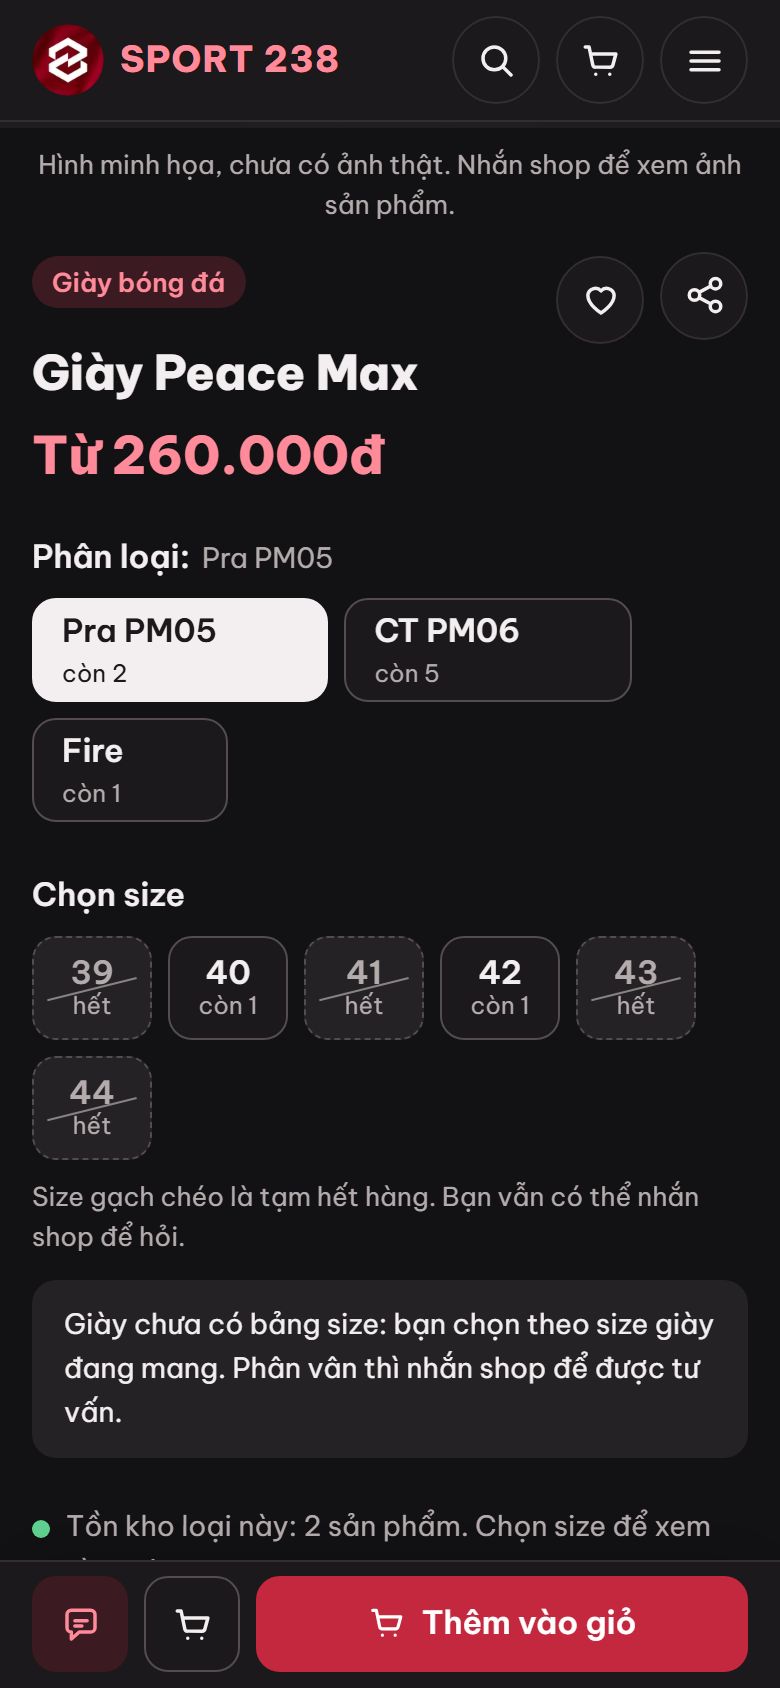 SPORT 238
Hình minh họa, chưa có ảnh thật. Nhắn shop để xem ảnh
sản phẩm.
Giày bóng đá
Giày Peace Max
Từ 260.000đ
Phân loại: Pra PM05
Pra PM05
còn 2
CT PM06
còn 5
Fire
còn 1
Chọn size
39
hết
40
còn 1
41
hết
42
còn 1
43
hết
44
hết
Size gạch chéo là tạm hết hàng. Bạn vẫn có thể nhắn
shop để hỏi.
Giày chưa có bảng size: bạn chọn theo size giày
đang mang. Phân vân thì nhắn shop để được tư
vấn.
Tồn kho loại này: 2 sản phẩm. Chọn size để xem
Thêm vào giỏ